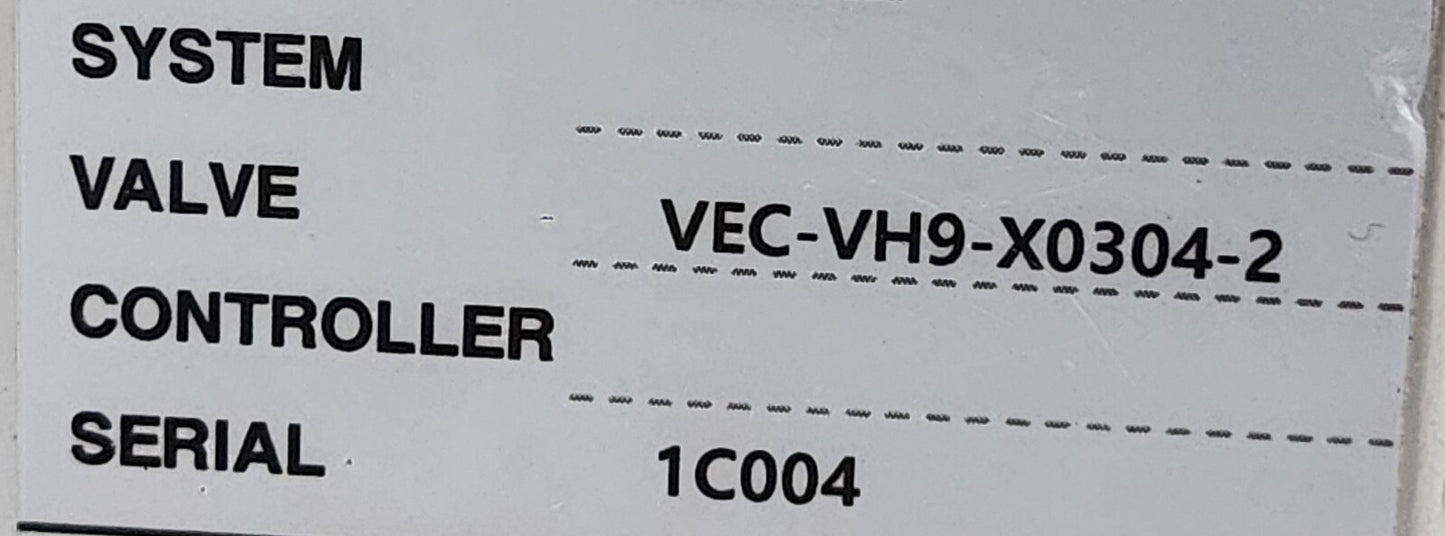 SYSTEM
VALVE VEC-VH9-X0304-2
CONTROLLER
SERIAL 1C004